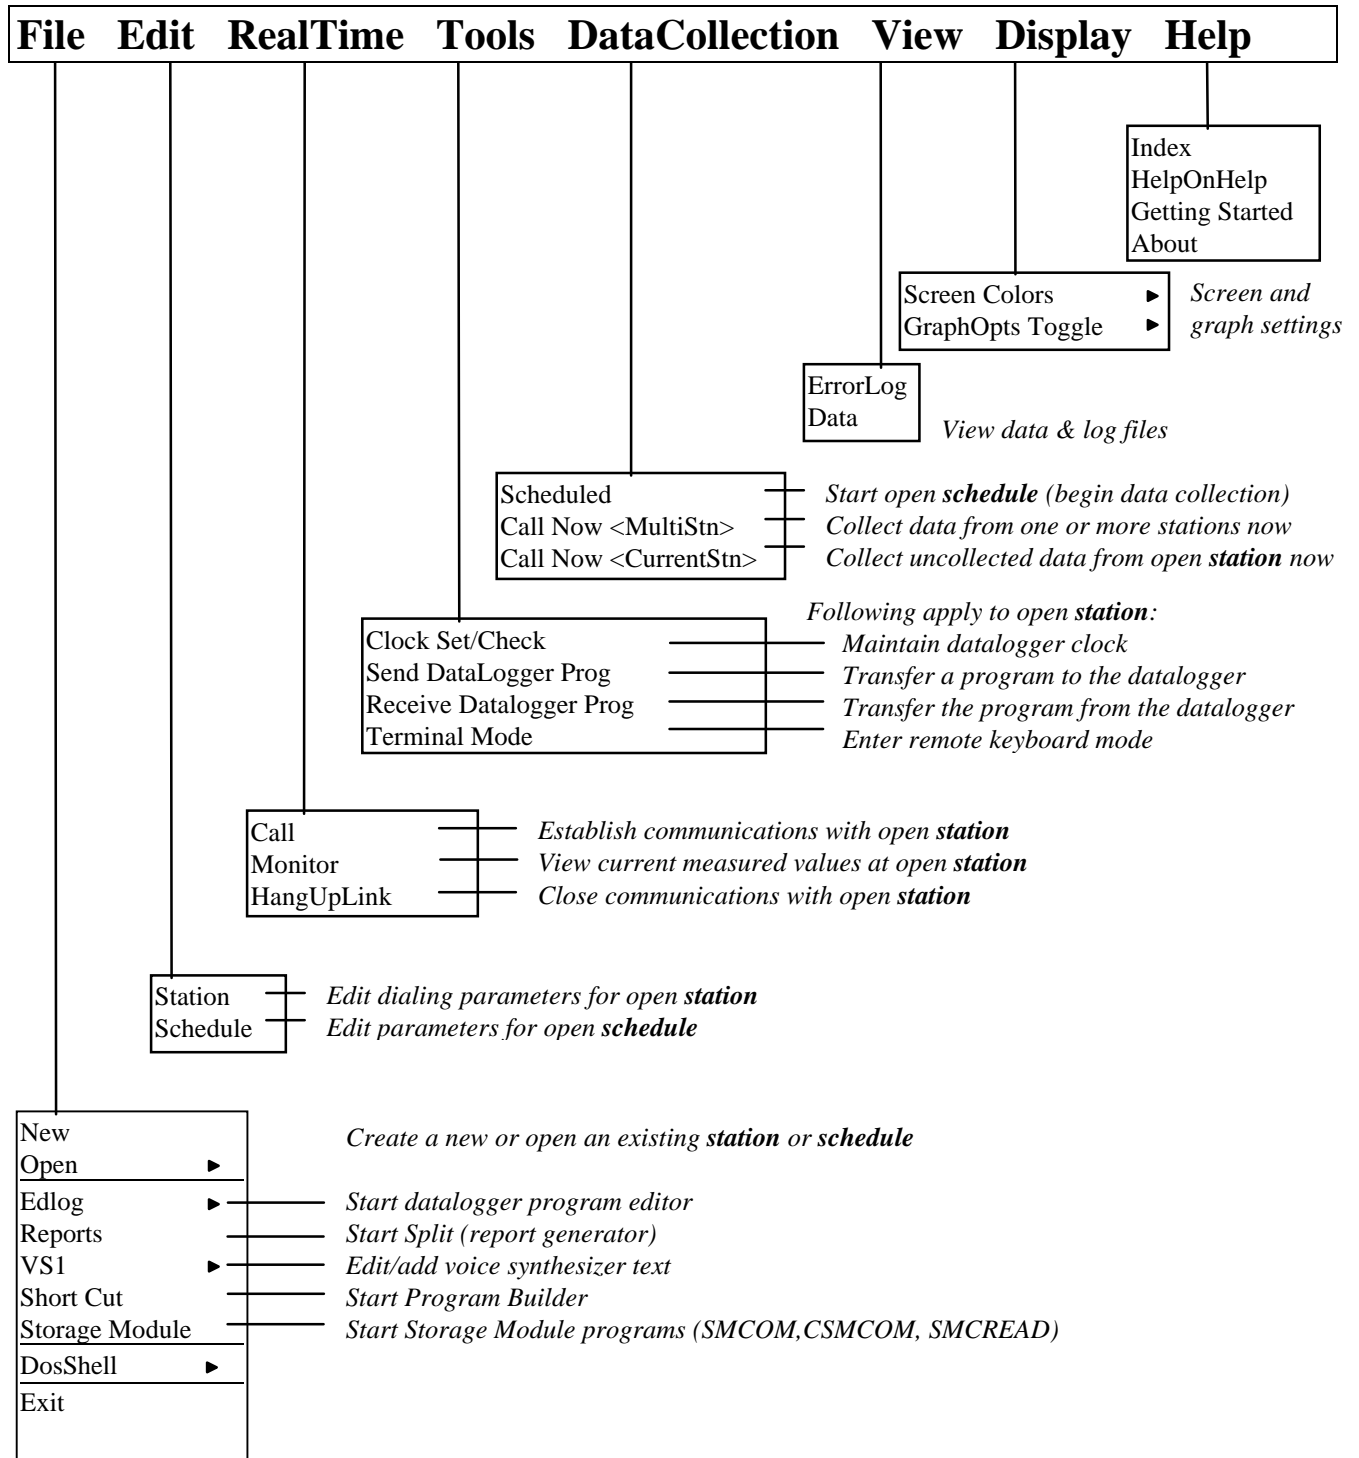 File Edit RealTime Tools DataCollection View Display Help
Index
HelpOnHelp
Getting Started
About
Screen Colors
GraphOpts Toggle
Screen and
graph settings
ErrorLog
Data
View data & log files
Scheduled
Call Now <MultiStn>
Call Now <CurrentStn>
Start open schedule (begin data collection)
Collect data from one or more stations now
Collect uncollected data from open station now
Following apply to open station:
Clock Set/Check
Send DataLogger Prog
Receive Datalogger Prog
Terminal Mode
Maintain datalogger clock
Transfer a program to the datalogger
Transfer the program from the datalogger
Enter remote keyboard mode
Call
Monitor
HangUpLink
Establish communications with open station
View current measured values at open station
Close communications with open station
Station
Schedule
Edit dialing parameters for open station
Edit parameters for open schedule
New
Open
Create a new or open an existing station or schedule
Edlog
Reports
VS1
Short Cut
Storage Module
Start datalogger program editor
Start Split (report generator)
Edit/add voice synthesizer text
Start Program Builder
Start Storage Module programs (SMCOM,CSMCOM, SMCREAD)
DosShell
Exit